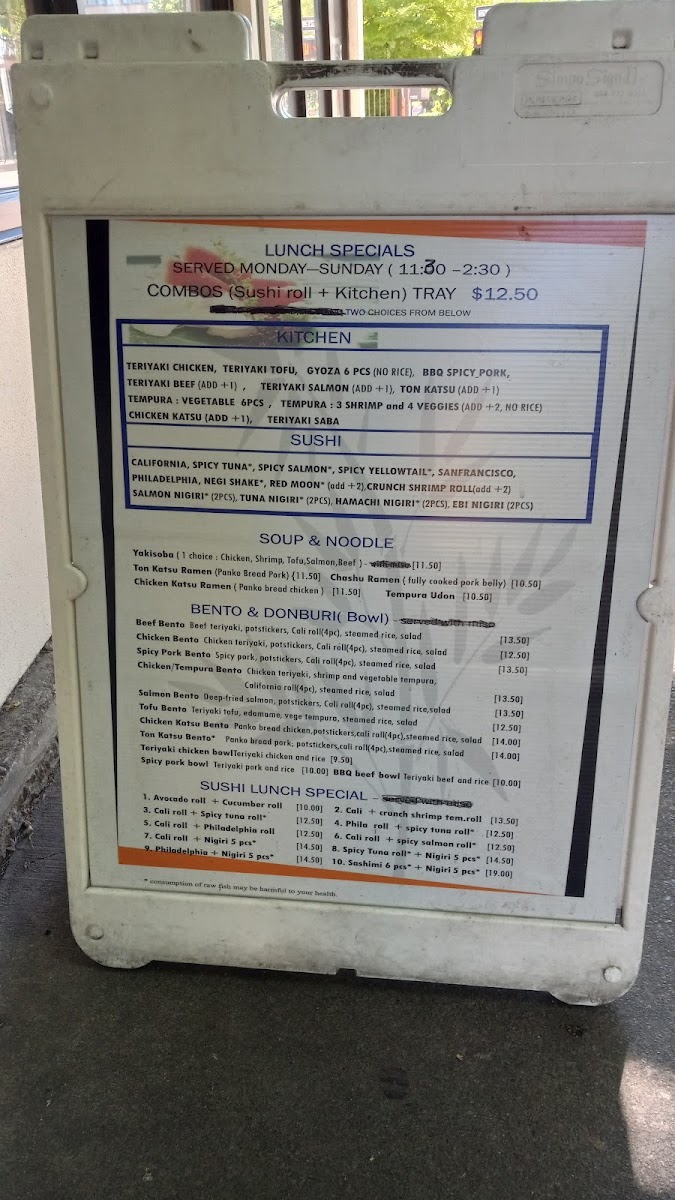 LUNCH SPECIALS
SERVED MONDAY—SUNDAY ( 11:30 –2:30 )
COMBOS (Sushi roll + Kitchen) TRAY $12.50
TWO CHOICES FROM BELOW
KITCHEN
TERIYAKI CHICKEN, TERIYAKI TOFU, GYOZA 6 PCS (NO RICE), BBQ SPICY PORK,
TERIYAKI BEEF (ADD +1) , TERIYAKI SALMON (ADD +1), TON KATSU (ADD +1)
TEMPURA : VEGETABLE 6PCS , TEMPURA : 3 SHRIMP and 4 VEGGIES (ADD +2, NO RICE)
CHICKEN KATSU (ADD +1), TERIYAKI SABA
SUSHI
CALIFORNIA, SPICY TUNA*, SPICY SALMON*, SPICY YELLOWTAIL*, SANFRANCISCO,
PHILADELPHIA, NEGI SHAKE*, RED MOON* (add +2),CRUNCH SHRIMP ROLL(add +2)
SALMON NIGIRI* (2PCS), TUNA NIGIRI* (2PCS), HAMACHI NIGIRI* (2PCS), EBI NIGIRI (2PCS)
SOUP & NOODLE
Yakisoba ( 1 choice : Chicken, Shrimp, Tofu,Salmon,Beef ) - with miso [11.50]
Ton Katsu Ramen (Panko Bread Pork) {11.50] Chashu Ramen ( fully cooked pork belly) [10.50]
Chicken Katsu Ramen ( Panko bread chicken ) [11.50] Tempura Udon [10.50]
BENTO & DONBURI( Bowl) - served with miso
Beef Bento Beef teriyaki, potstickers, Cali roll(4pc), steamed rice, salad [13.50]
Chicken Bento Chicken teriyaki, potstickers, Cali roll(4pc), steamed rice, salad [12.50]
Spicy Pork Bento Spicy pork, potstickers, Cali roll(4pc), steamed rice, salad [13.50]
Chicken/Tempura Bento Chicken teriyaki, shrimp and vegetable tempura,
California roll(4pc), steamed rice, salad [13.50]
Salmon Bento Deep-fried salmon, potstickers, Cali roll(4pc), steamed rice,salad [13.50]
Tofu Bento Teriyaki tofu, edamame, vege tempura, steamed rice, salad [12.50]
Chicken Katsu Bento Panko bread chicken,potstickers,cali roll(4pc),steamed rice, salad [14.00]
Ton Katsu Bento* Panko bread pork, potstickers,cali roll(4pc),steamed rice, salad [14.00]
Teriyaki chicken bowlTeriyaki chicken and rice [9.50]
Spicy pork bowl Teriyaki pork and rice [10.00] BBQ beef bowl Teriyaki beef and rice [10.00]
SUSHI LUNCH SPECIAL – served with miso
1. Avocado roll + Cucumber roll [10.00] 2. Cali + crunch shrimp tem.roll [13.50]
3. Cali roll + Spicy tuna roll* [12.50] 4. Phila roll + spicy tuna roll* [12.50]
5. Cali roll + Philadelphia roll [12.50] 6. Cali roll + spicy salmon roll* [12.50]
7. Cali roll + Nigiri 5 pcs* [14.50] 8. Spicy Tuna roll* + Nigiri 5 pcs* [14.50]
9. Philadelphia + Nigiri 5 pcs* [14.50] 10. Sashimi 6 pcs* + Nigiri 5 pcs* [19.00]
* consumption of raw fish may be harmful to your health.